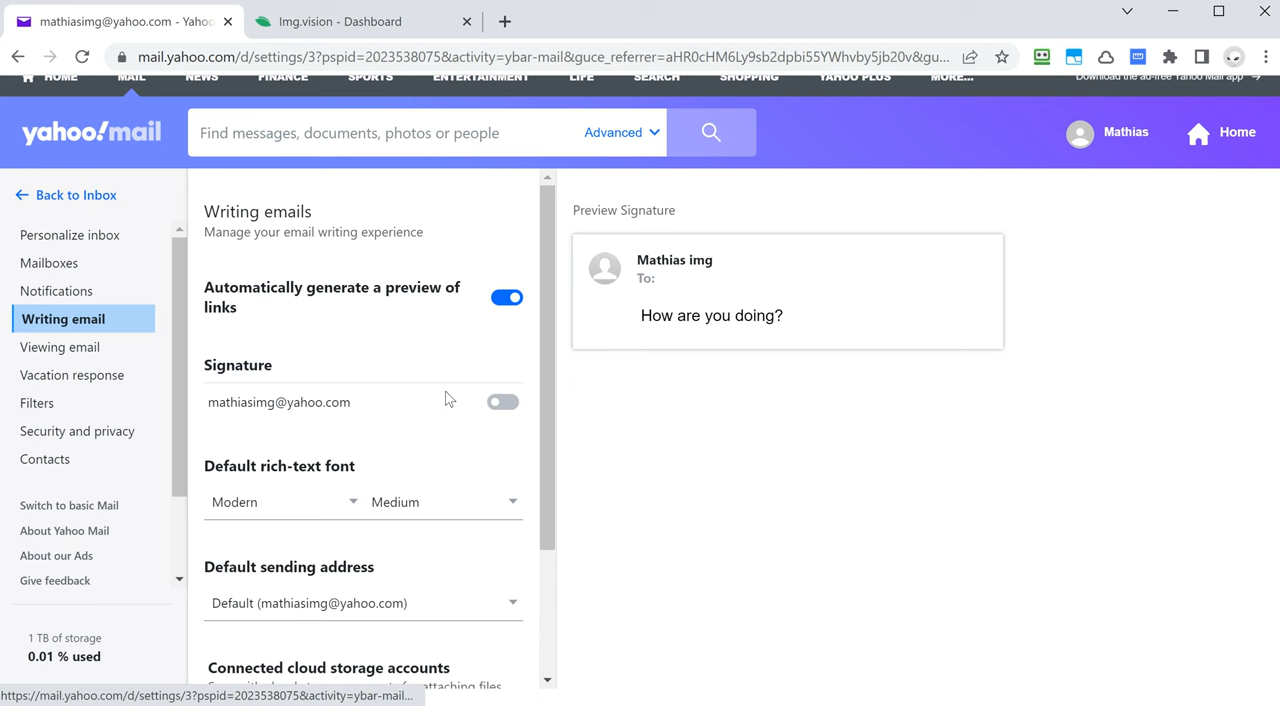 mathiasimg@yahoo.com - Yahoo
Img.vision - Dashboard
mail.yahoo.com/d/settings/3?pspid=2023538075&activity=ybar-mail&guce_referrer=aHR0cHM6Ly9sb2dpbi55YWhvby5jb20v&gu...
HOME MAIL NEWS FINANCE SPORTS ENTERTAINMENT LIFE SEARCH SHOPPING YAHOO PLUS MORE...
Download the ad-free Yahoo Mail app
yahoo!mail
Find messages, documents, photos or people
Advanced
Mathias
Home
Back to Inbox
Personalize inbox
Mailboxes
Notifications
Writing email
Viewing email
Vacation response
Filters
Security and privacy
Contacts
Switch to basic Mail
About Yahoo Mail
About our Ads
Give feedback
1 TB of storage
0.01 % used
Writing emails
Manage your email writing experience
Automatically generate a preview of
links
Signature
mathiasimg@yahoo.com
Default rich-text font
Modern
Medium
Default sending address
Default (mathiasimg@yahoo.com)
Connected cloud storage accounts
Preview Signature
Mathias img
To:
How are you doing?
https://mail.yahoo.com/d/settings/3?pspid=2023538075&activity=ybar-mail...